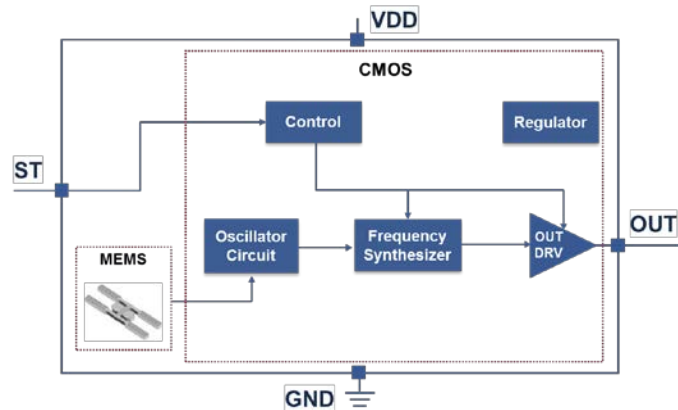 VDD
CMOS
Control
Regulator
ST
Oscillator
Circuit
Frequency
Synthesizer
OUT
DRV
OUT
MEMS
GND